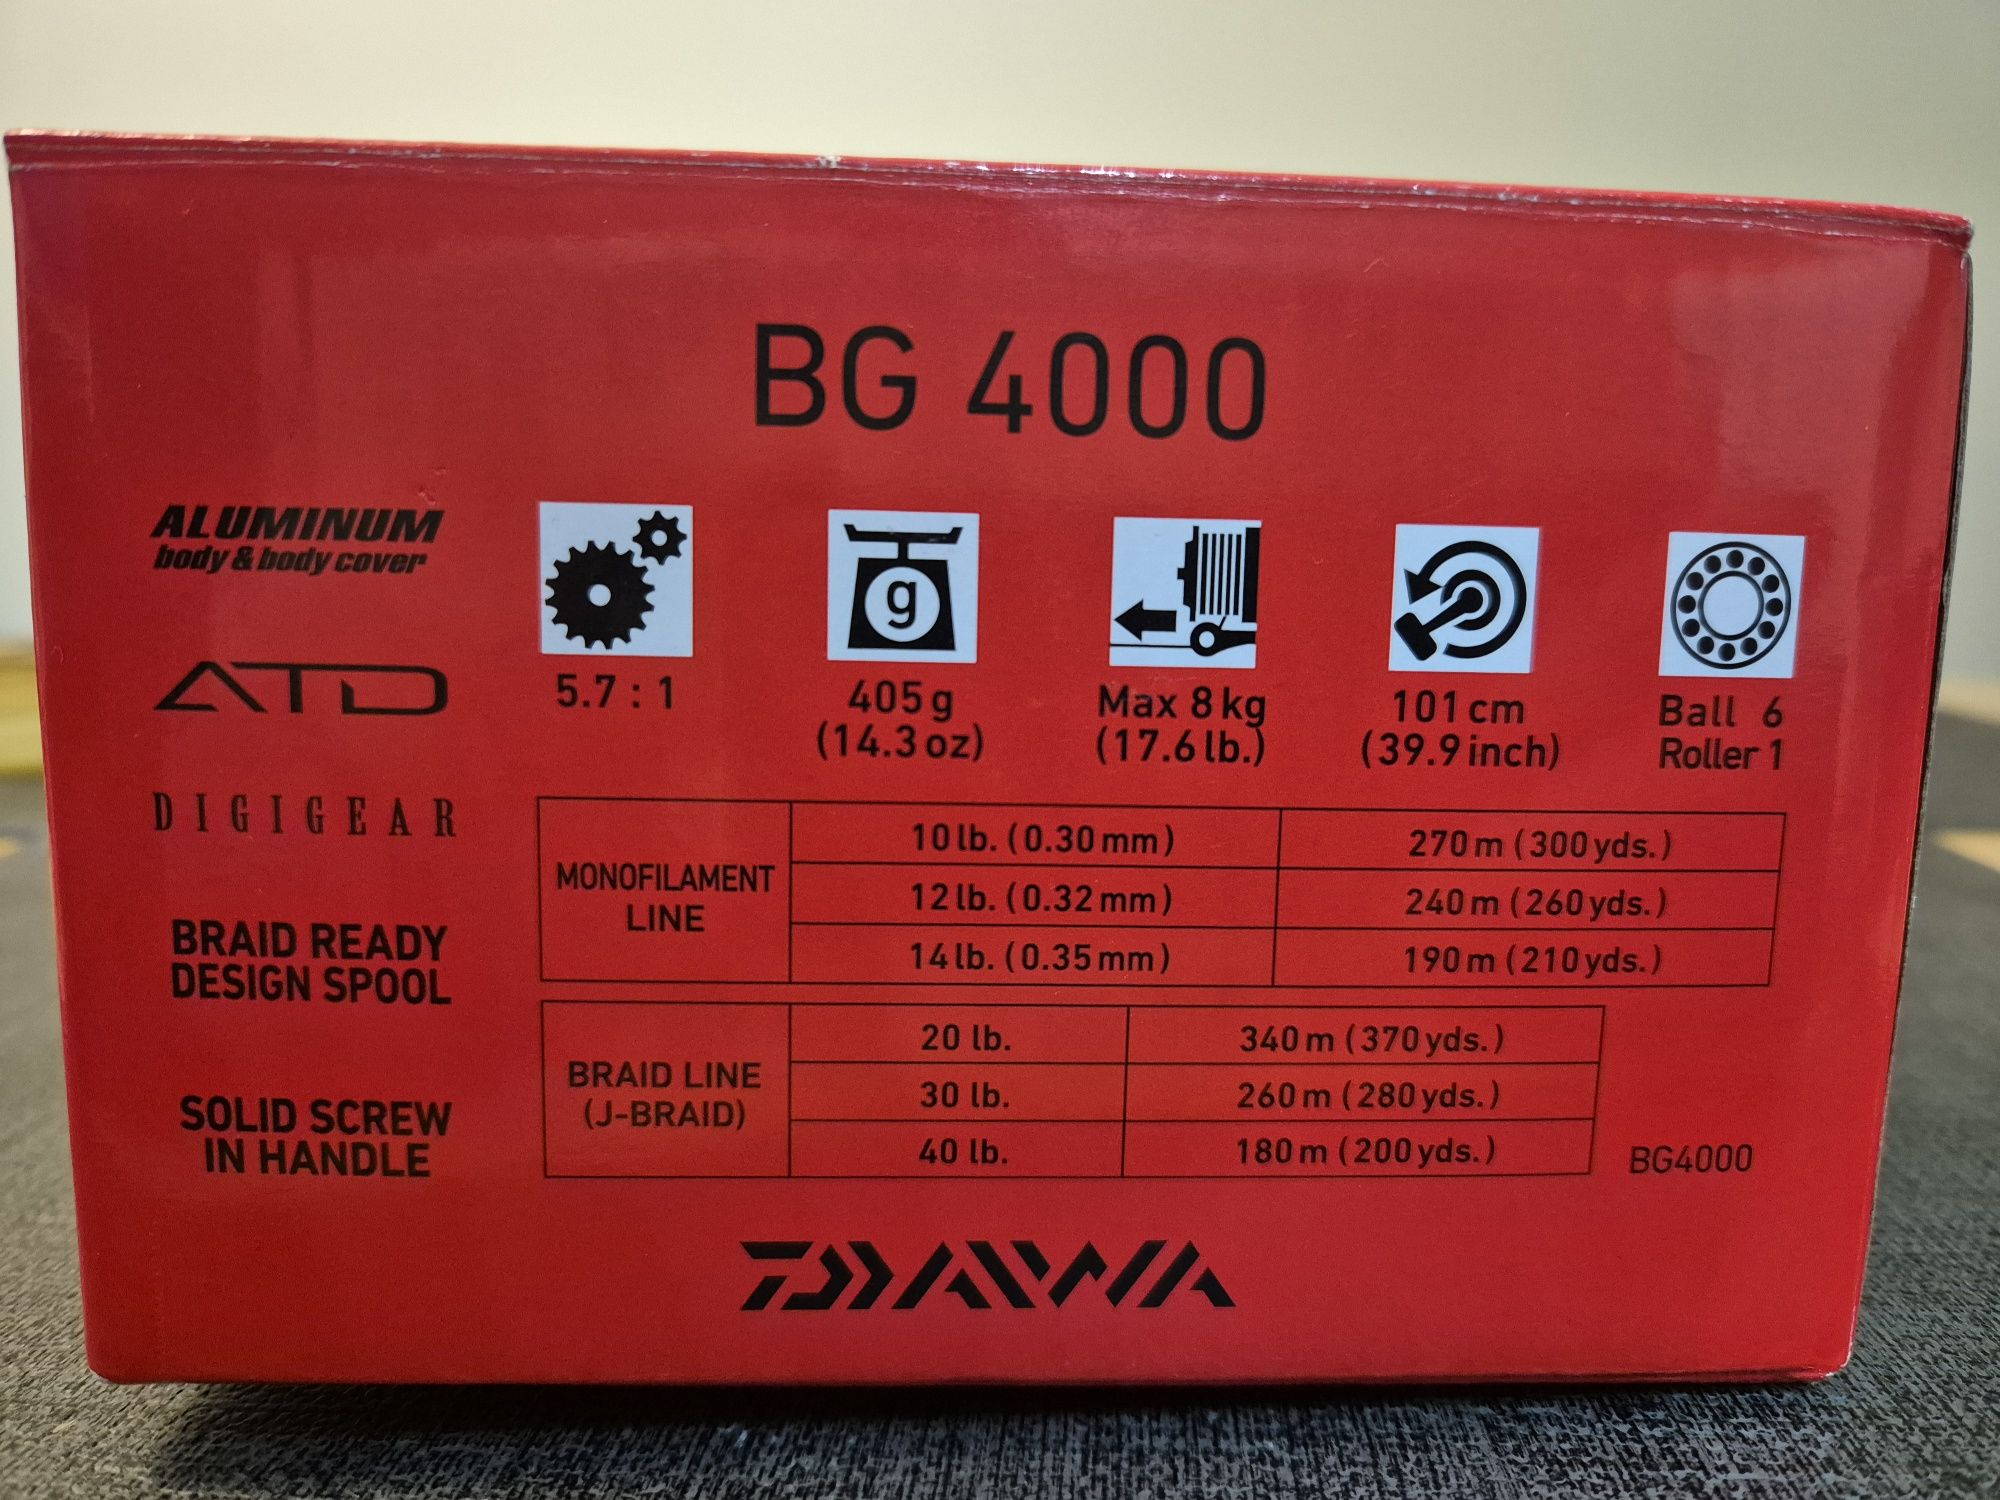 BG 4000
ALUMINUM
body & body cover
ATD
DIGIGEAR
BRAID READY
DESIGN SPOOL
SOLID SCREW
IN HANDLE
5.7 : 1
g
405 g
(14.3 oz)
Max 8 kg
(17.6 lb.)
101 cm
(39.9 inch)
Ball 6
Roller 1
MONOFILAMENT
LINE
10 lb. (0.30 mm) 270 m (300 yds.)
12 lb. (0.32 mm) 240 m (260 yds.)
14 lb. (0.35 mm) 190 m (210 yds.)
BRAID LINE
(J-BRAID)
20 lb. 340 m (370 yds.)
30 lb. 260 m (280 yds.)
40 lb. 180 m (200 yds.)
BG4000
DAIWA